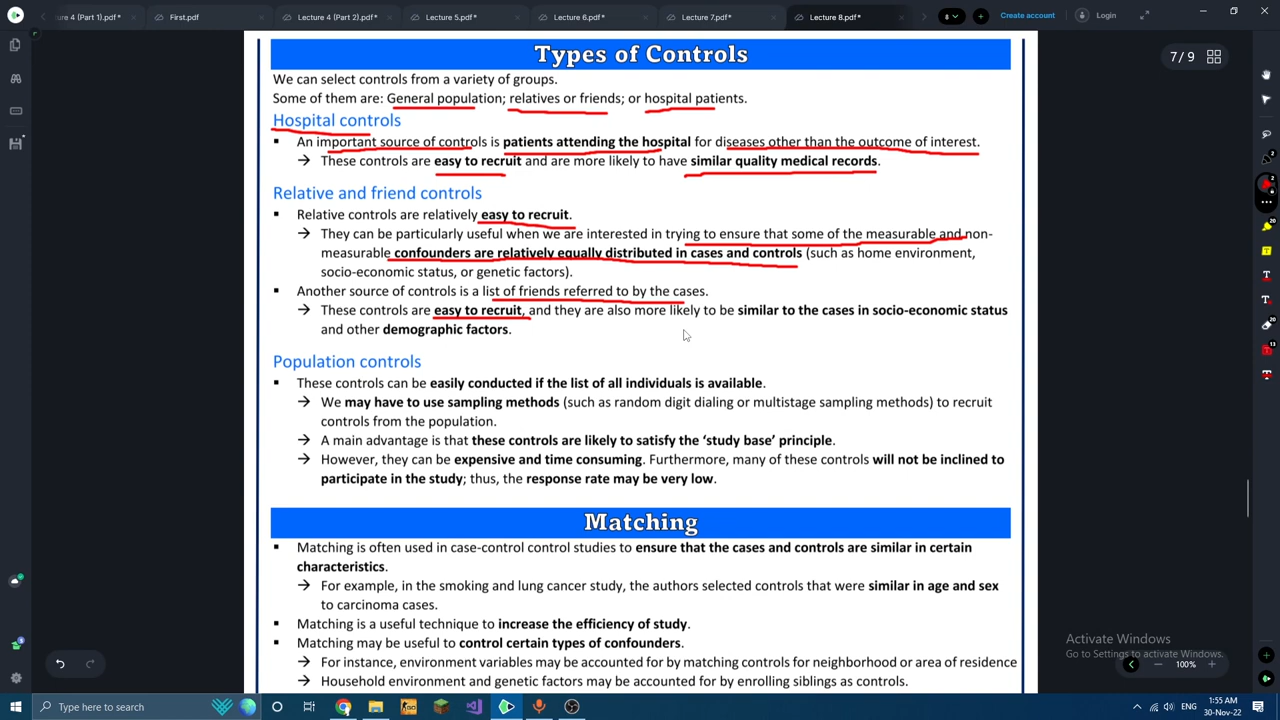 ure 4 (Part 1).pdf*
First.pdf
Lecture 4 (Part 2).pdf*
Lecture 5.pdf*
Lecture 6.pdf*
Lecture 7.pdf*
Lecture 8.pdf*
8
Create account
Login
7/9
Types of Controls
We can select controls from a variety of groups.
Some of them are: General population; relatives or friends; or hospital patients.
Hospital controls
▪ An important source of controls is patients attending the hospital for diseases other than the outcome of interest.
→ These controls are easy to recruit and are more likely to have similar quality medical records.
Relative and friend controls
▪ Relative controls are relatively easy to recruit.
→ They can be particularly useful when we are interested in trying to ensure that some of the measurable and non-
measurable confounders are relatively equally distributed in cases and controls (such as home environment,
socio-economic status, or genetic factors).
▪ Another source of controls is a list of friends referred to by the cases.
→ These controls are easy to recruit, and they are also more likely to be similar to the cases in socio-economic status
and other demographic factors.
Population controls
▪ These controls can be easily conducted if the list of all individuals is available.
→ We may have to use sampling methods (such as random digit dialing or multistage sampling methods) to recruit
controls from the population.
→ A main advantage is that these controls are likely to satisfy the ‘study base’ principle.
→ However, they can be expensive and time consuming. Furthermore, many of these controls will not be inclined to
participate in the study; thus, the response rate may be very low.
Matching
▪ Matching is often used in case-control control studies to ensure that the cases and controls are similar in certain
characteristics.
→ For example, in the smoking and lung cancer study, the authors selected controls that were similar in age and sex
to carcinoma cases.
▪ Matching is a useful technique to increase the efficiency of study.
▪ Matching may be useful to control certain types of confounders.
→ For instance, environment variables may be accounted for by matching controls for neighborhood or area of residence
→ Household environment and genetic factors may be accounted for by enrolling siblings as controls.
Activate Windows
Go to Settings to activate Windows.
100%
Type here to search
ENG
1:55 AM
30-Nov-22